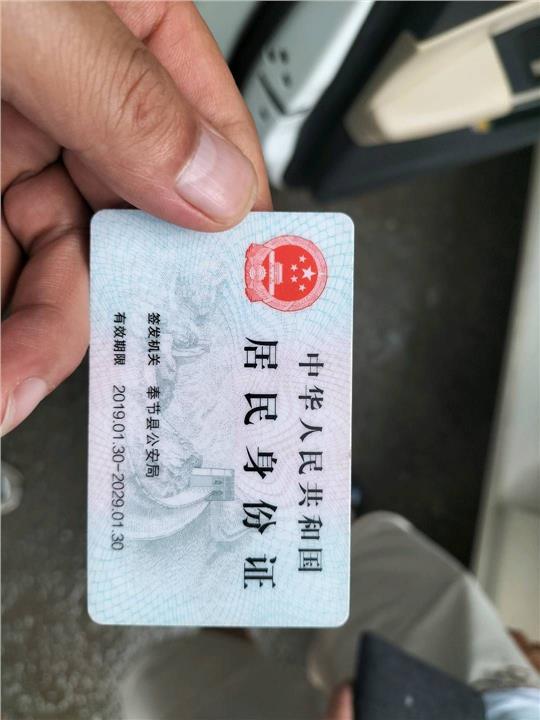 中华人民共和国
居民身份证
签发机关 奉节县公安局
有效期限 2019.01.30-2029.01.30